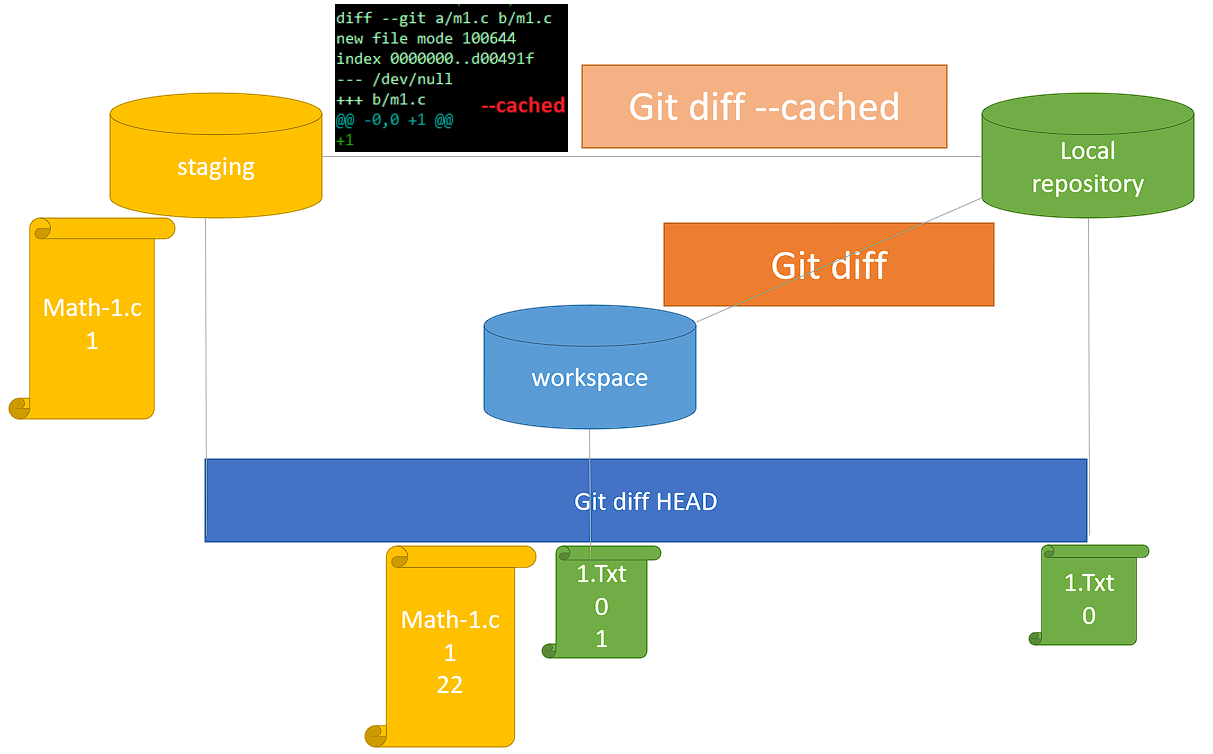 diff --git a/m1.c b/m1.c
new file mode 100644
index 0000000..d00491f
--- /dev/null
+++ b/m1.c
--cached
@@ -0,0 +1 @@
+1
Git diff --cached
staging
Local
repository
Git diff
Math-1.c
1
workspace
Git diff HEAD
Math-1.c
1
22
1.Txt
0
1
1.Txt
0